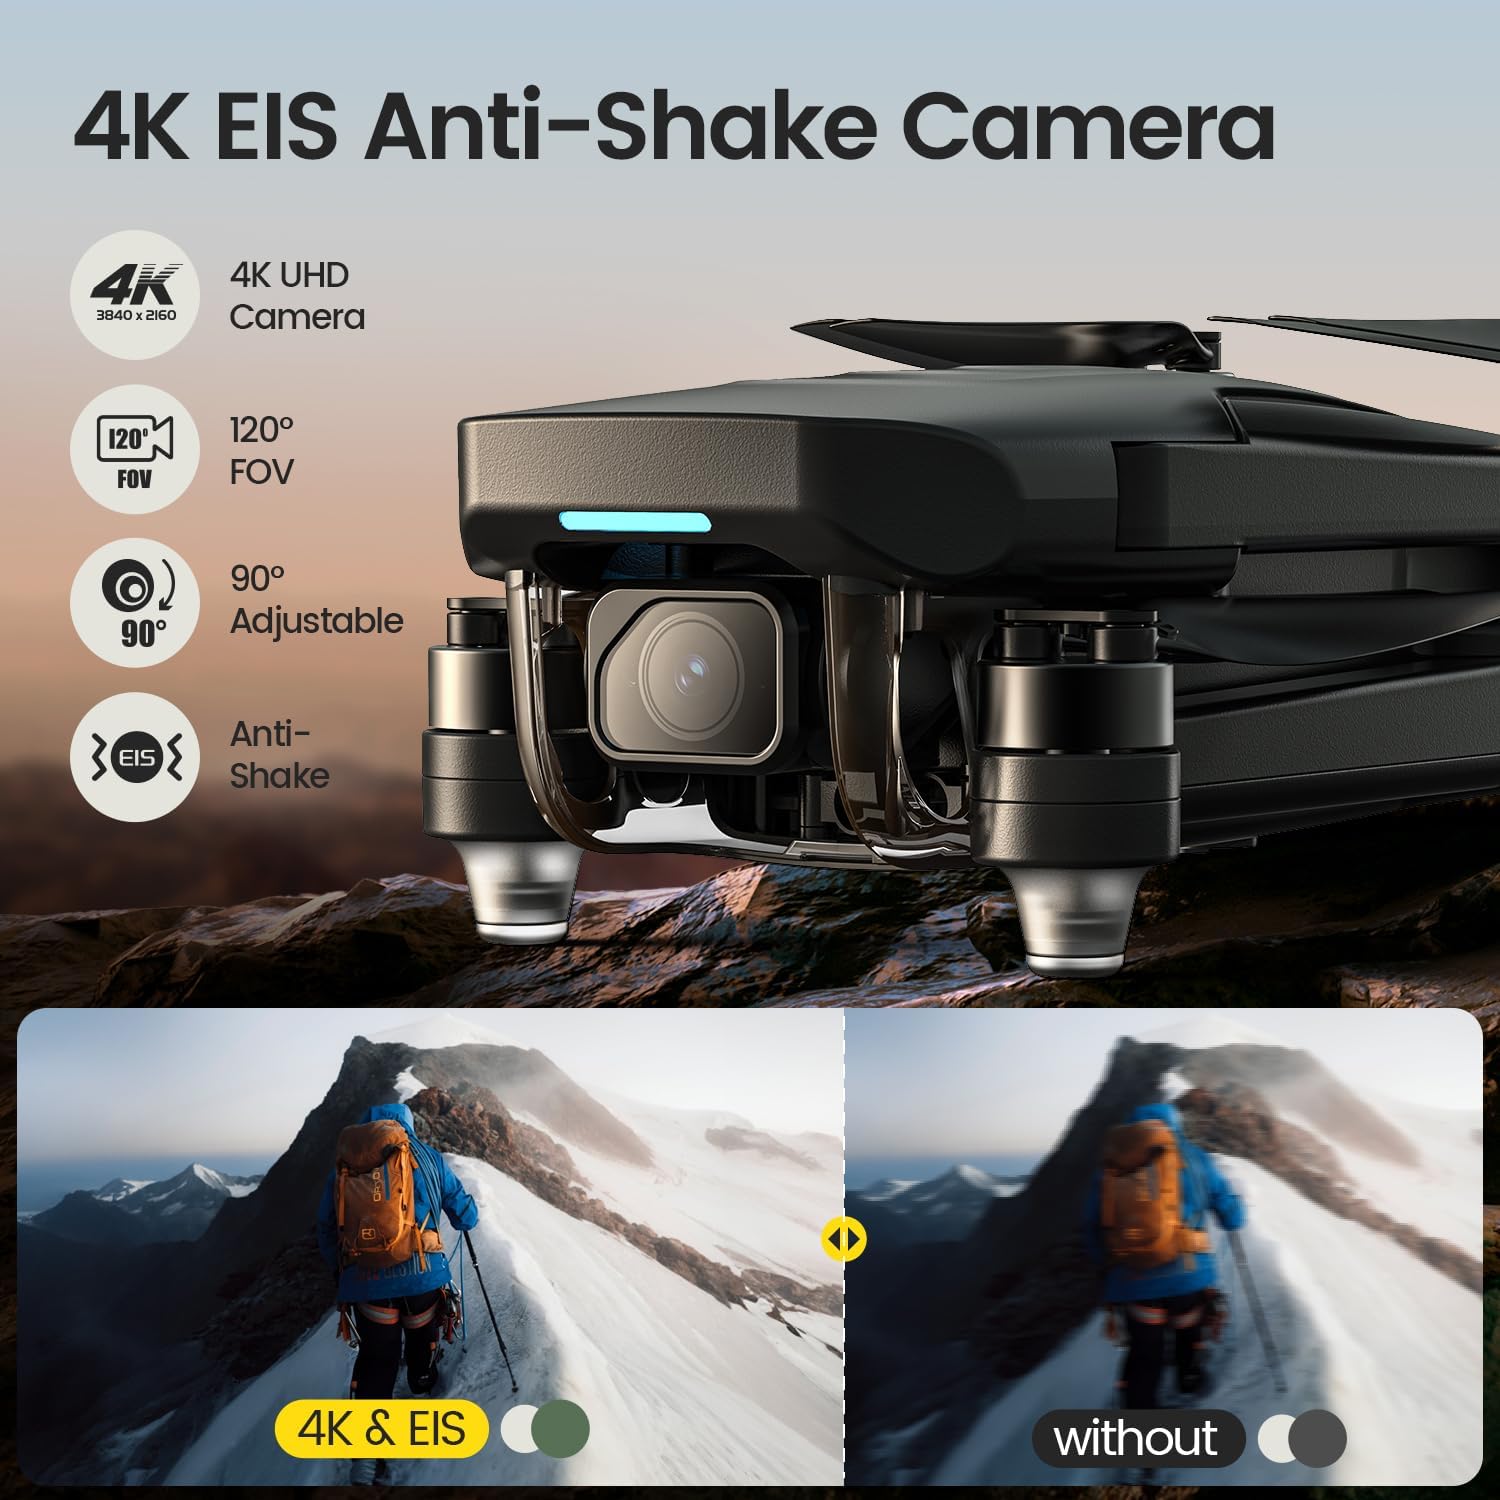 4K EIS Anti-Shake Camera
4K
3840 x 2160
4K UHD
Camera
120°
FOV
120°
FOV
90°
90°
Adjustable
EIS
Anti-
Shake
4K & EIS
without